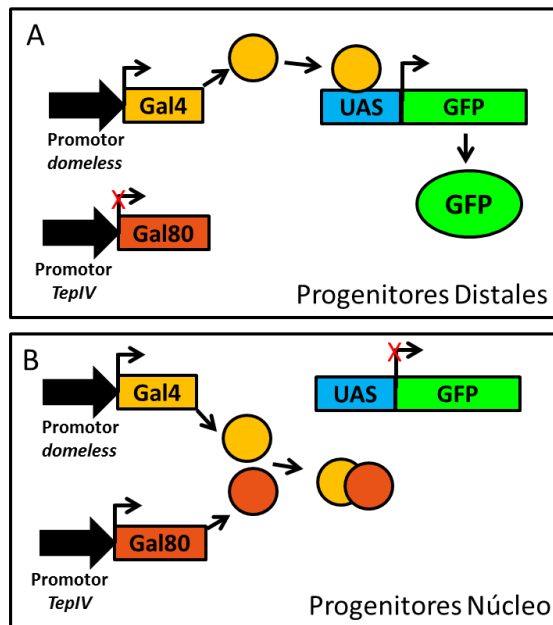 A
Gal4
UAS
GFP
Promotor
domeless
GFP
X
Gal80
Promotor
TepIV
Progenitores Distales
B
X
Gal4
UAS
GFP
Promotor
domeless
Gal80
Promotor
TepIV
Progenitores Núcleo